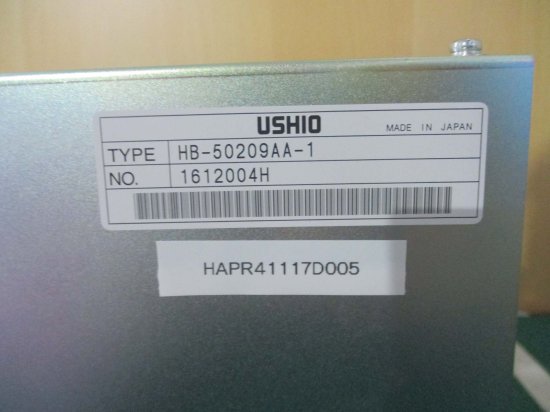 USHIO
MADE IN JAPAN
TYPE HB-50209AA-1
NO. 1612004H
HAPR41117D005